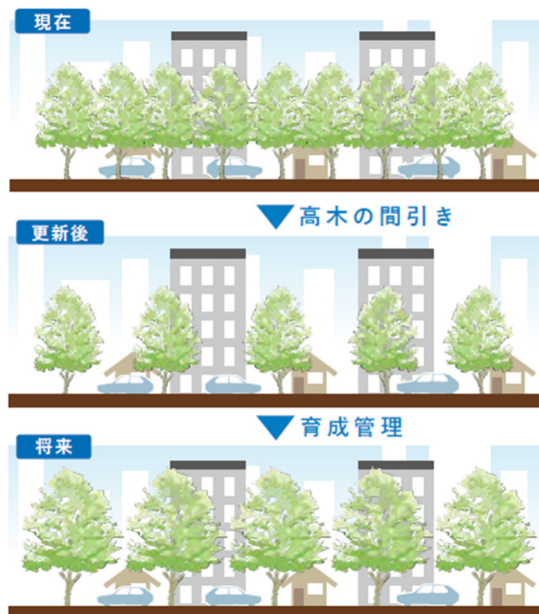 現在
高木の間引き
更新後
育成管理
将来